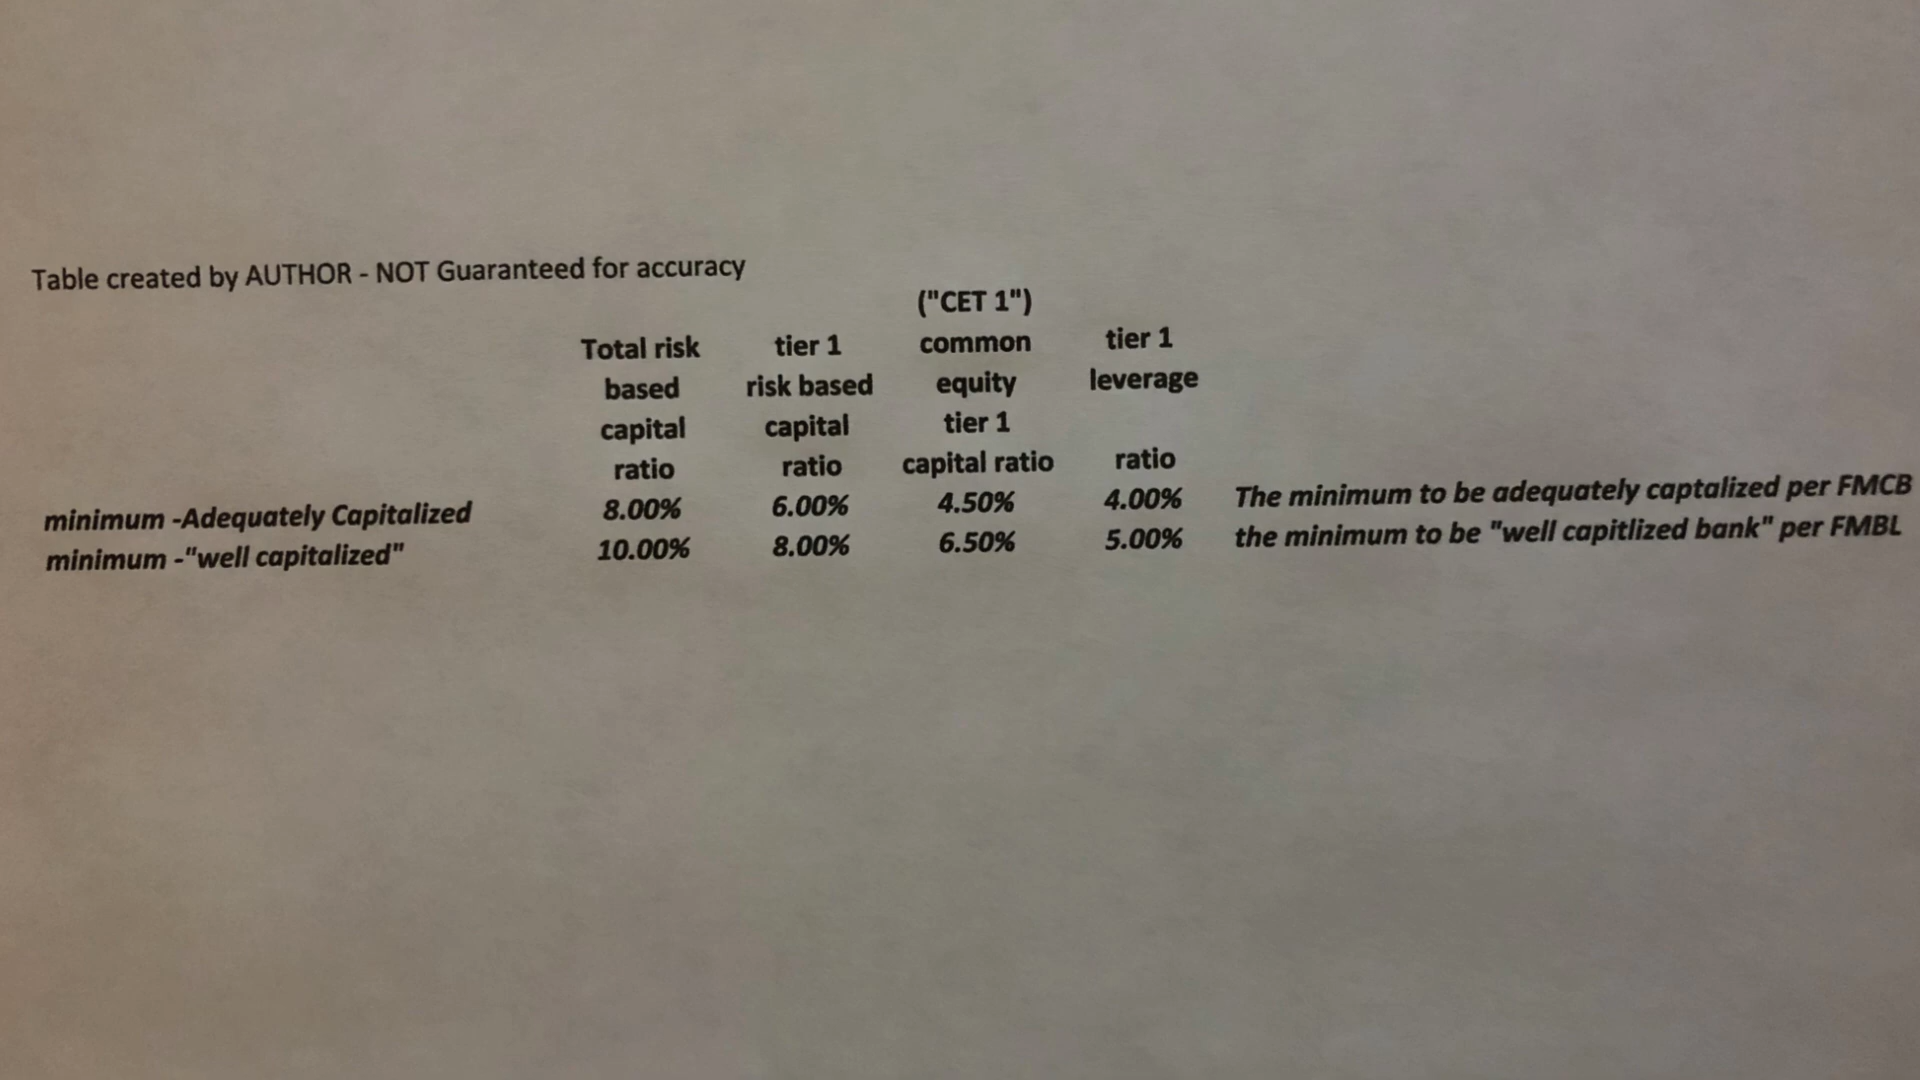 Table created by AUTHOR - NOT Guaranteed for accuracy
("CET 1")
Total risk tier 1 common tier 1
based risk based equity leverage
capital capital tier 1
ratio ratio capital ratio ratio
minimum -Adequately Capitalized 8.00% 6.00% 4.50% 4.00% The minimum to be adequately captalized per FMCB
minimum -"well capitalized" 10.00% 8.00% 6.50% 5.00% the minimum to be "well capitlized bank" per FMBL